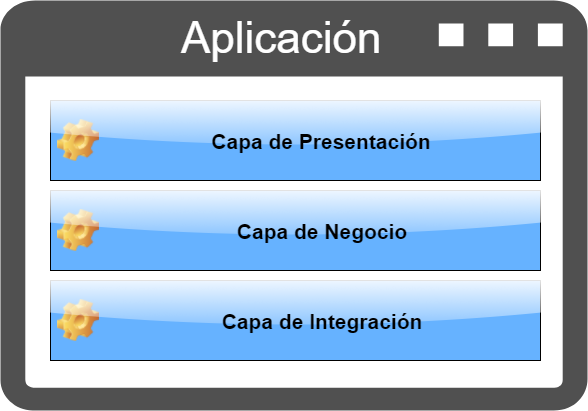 Aplicación
Capa de Presentación
Capa de Negocio
Capa de Integración